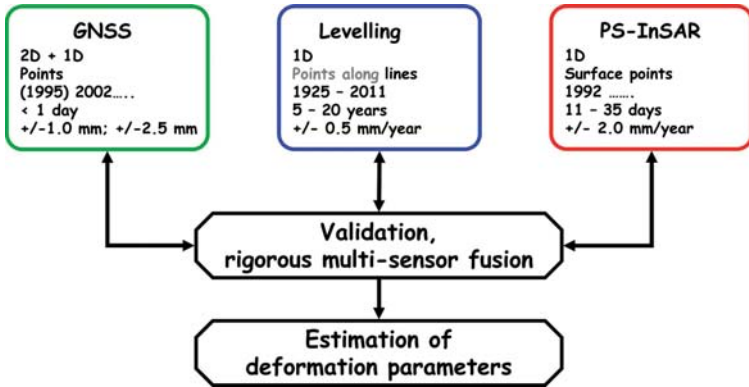 GNSS
2D + 1D
Points
(1995) 2002.....
< 1 day
+/-1.0 mm; +/-2.5 mm
Levelling
1D
Points along lines
1925 – 2011
5 – 20 years
+/- 0.5 mm/year
PS-InSAR
1D
Surface points
1992 .......
11 – 35 days
+/- 2.0 mm/year
Validation,
rigorous multi-sensor fusion
Estimation of
deformation parameters